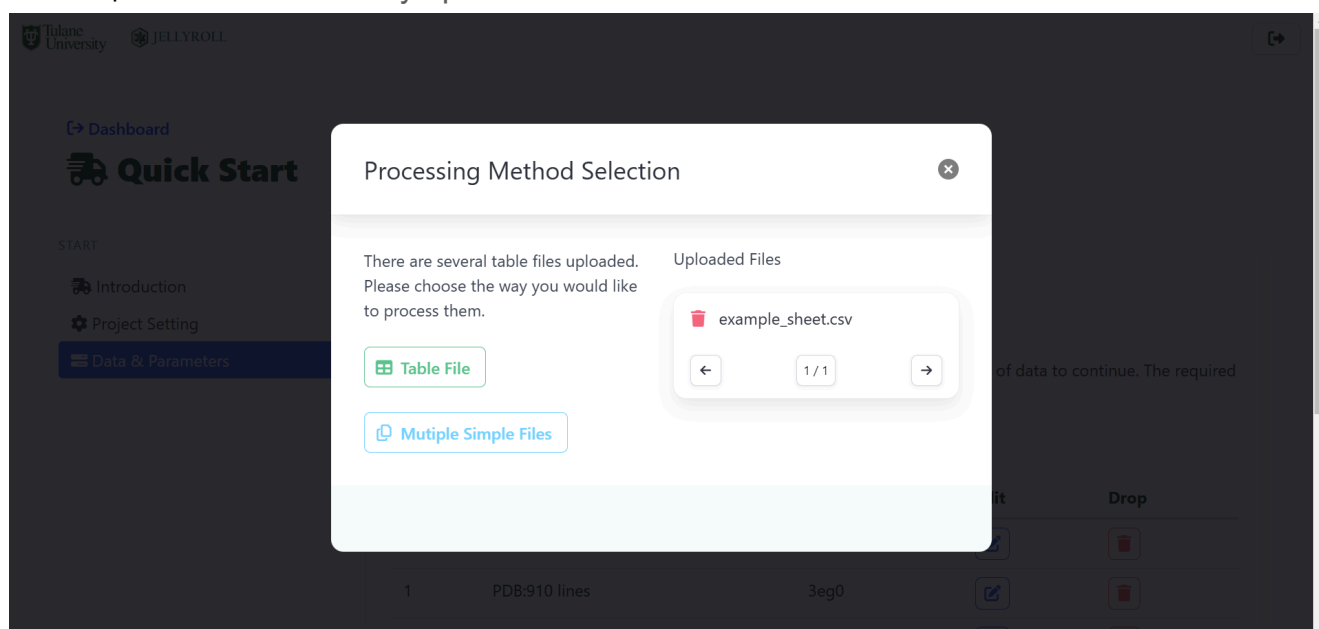 Tulane
University
JELLYROLL
Dashboard
Quick Start
START
Introduction
Project Setting
Data & Parameters
Processing Method Selection
There are several table files uploaded.
Please choose the way you would like
to process them.
Table File
Mutiple Simple Files
Uploaded Files
example_sheet.csv
1 / 1
of data to continue. The required
it Drop
1 PDB:910 lines 3eg0